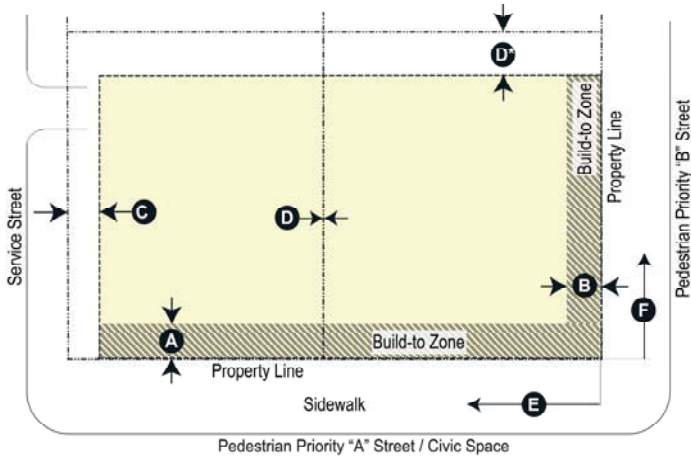 D*
Build-to Zone
Property Line
Pedestrian Priority "B" Street
Service Street
C
D
B
F
A
Build-to Zone
Property Line
Sidewalk
E
Pedestrian Priority "A" Street / Civic Space